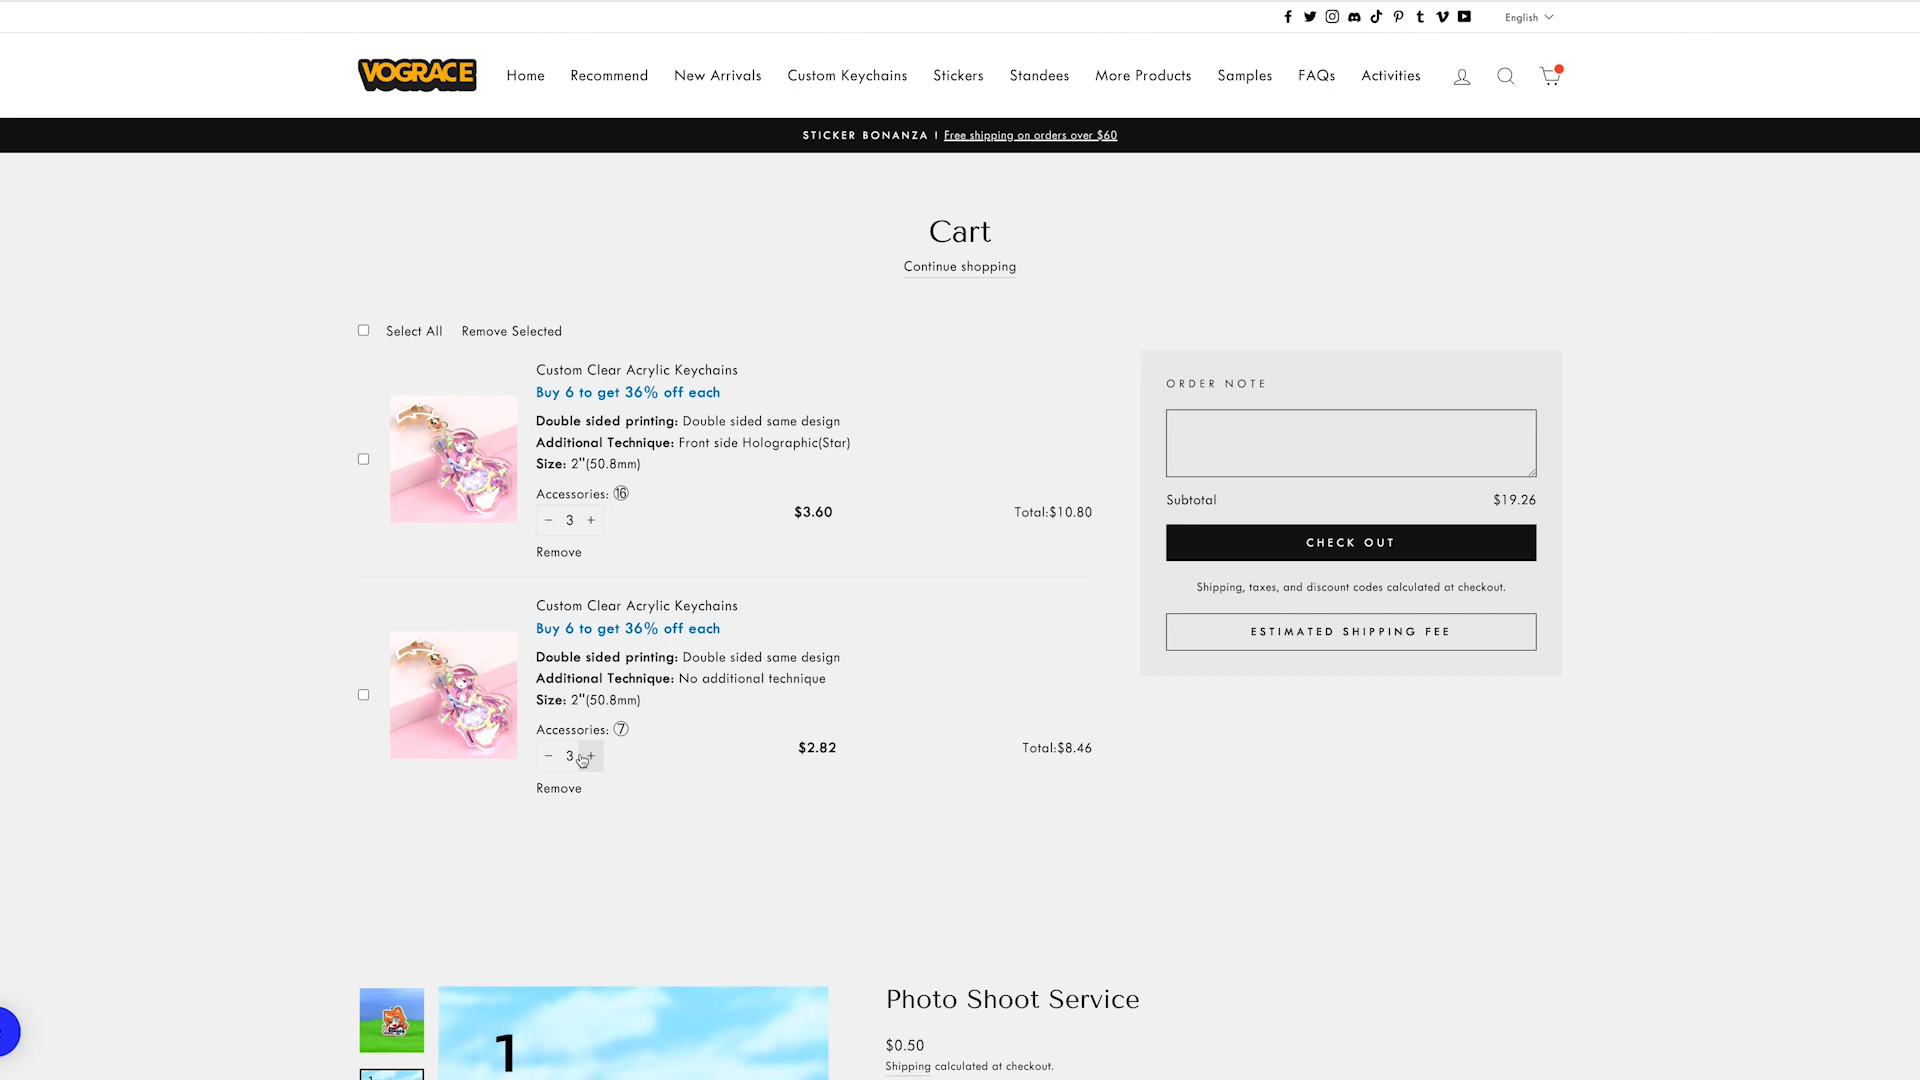 English
VOGRACE
Home Recommend New Arrivals Custom Keychains Stickers Standees More Products Samples FAQs Activities
STICKER BONANZA ! Free shipping on orders over $60
Cart
Continue shopping
Select All Remove Selected
Custom Clear Acrylic Keychains
Buy 6 to get 36% off each
Double sided printing: Double sided same design
Additional Technique: Front side Holographic(Star)
Size: 2"(50.8mm)
Accessories: ⑯
− 3 +
$3.60
Total:$10.80
Remove
Custom Clear Acrylic Keychains
Buy 6 to get 36% off each
Double sided printing: Double sided same design
Additional Technique: No additional technique
Size: 2"(50.8mm)
Accessories: ⑦
− 3 +
$2.82
Total:$8.46
Remove
ORDER NOTE
Subtotal $19.26
CHECK OUT
Shipping, taxes, and discount codes calculated at checkout.
ESTIMATED SHIPPING FEE
1
Photo Shoot Service
$0.50
Shipping calculated at checkout.